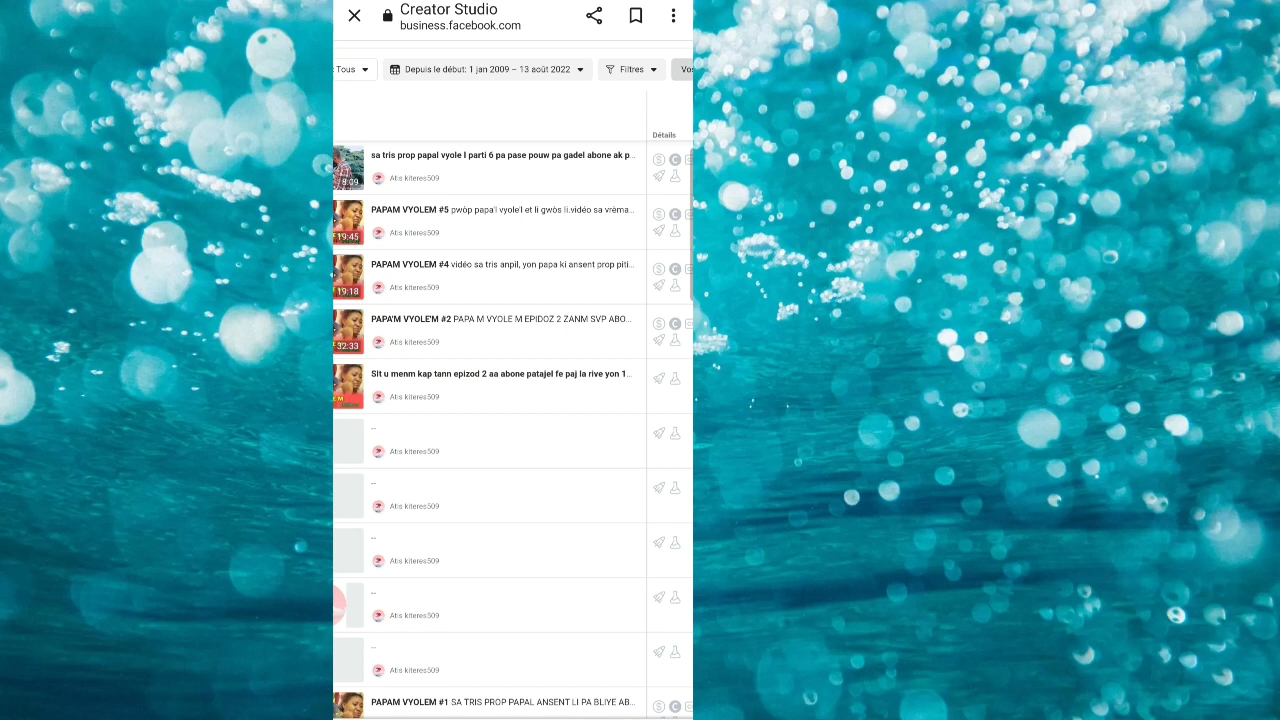 Creator Studio
business.facebook.com
: Tous
Depuis le début: 1 jan 2009 – 13 août 2022
Filtres
Vos
Détails
sa tris prop papal vyole l parti 6 pa pase pouw pa gadel abone ak p...
8:09
Atis kiteres509
PAPAM VYOLEM #5 pwòp papa'l vyole'l et li gwòs li.vidéo sa vrèma...
19:45
Atis kiteres509
PAPAM VYOLEM #4 vidéo sa tris anpil, yon papa ki ansent prop piti...
19:18
Atis kiteres509
PAPA'M VYOLE'M #2 PAPA M VYOLE M EPIDOZ 2 ZANM SVP ABO...
32:33
Atis kiteres509
Sit u menm kap tann epizod 2 aa abone patajel fe paj la rive yon 1...
Atis kiteres509
--
Atis kiteres509
--
Atis kiteres509
--
Atis kiteres509
--
Atis kiteres509
--
Atis kiteres509
PAPAM VYOLEM #1 SA TRIS PROP PAPAL ANSENT LI PA BLIYE AB...